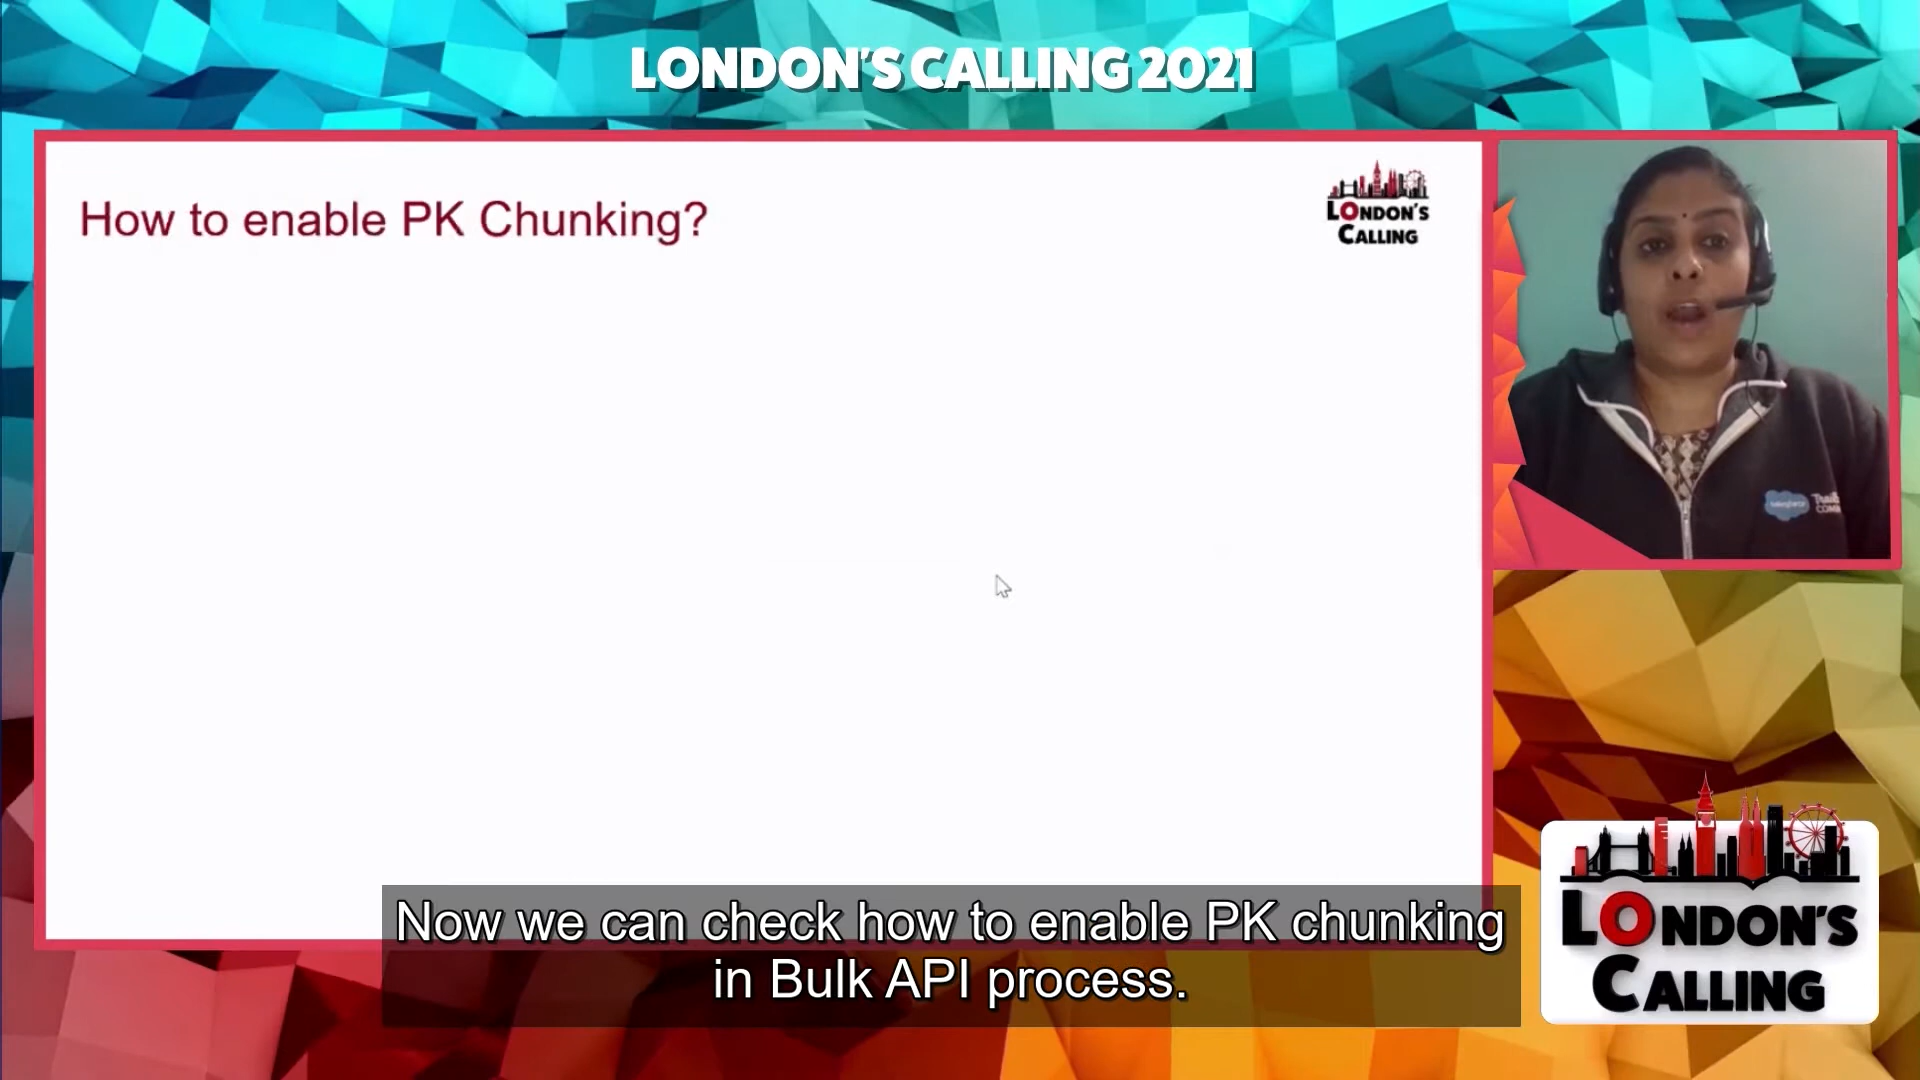 LONDON'S CALLING 2021
How to enable PK Chunking?
LONDON'S
CALLING
salesforce
Now we can check how to enable PK chunking
in Bulk API process.
LONDON'S
CALLING